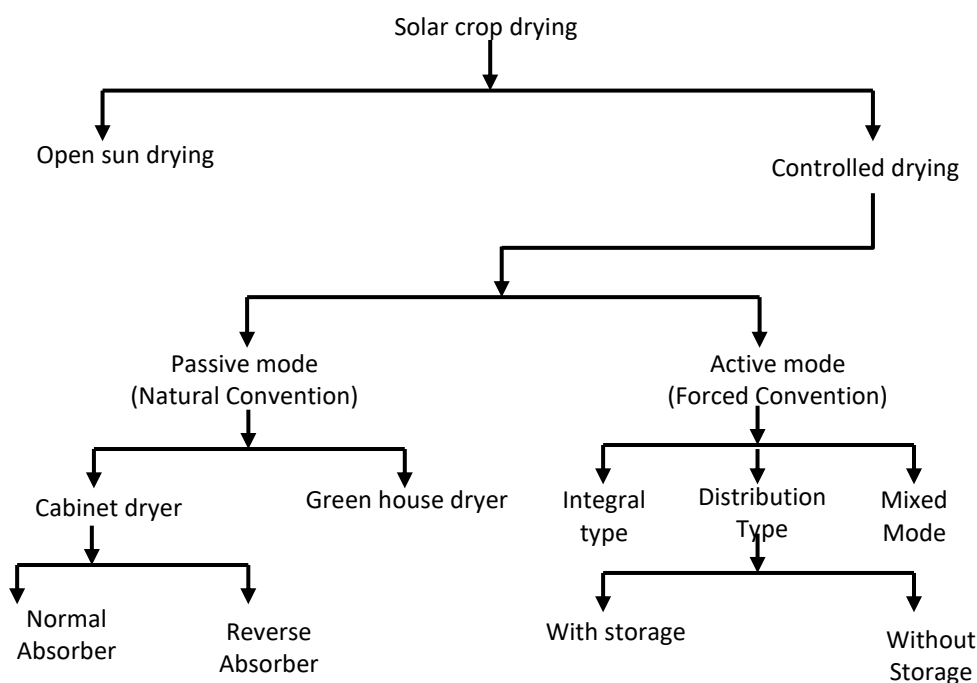 Solar crop drying
Open sun drying
Controlled drying
Passive mode
(Natural Convention)
Active mode
(Forced Convention)
Cabinet dryer
Green house dryer
Integral
type
Distribution
Type
Mixed
Mode
Normal
Absorber
Reverse
Absorber
With storage
Without
Storage